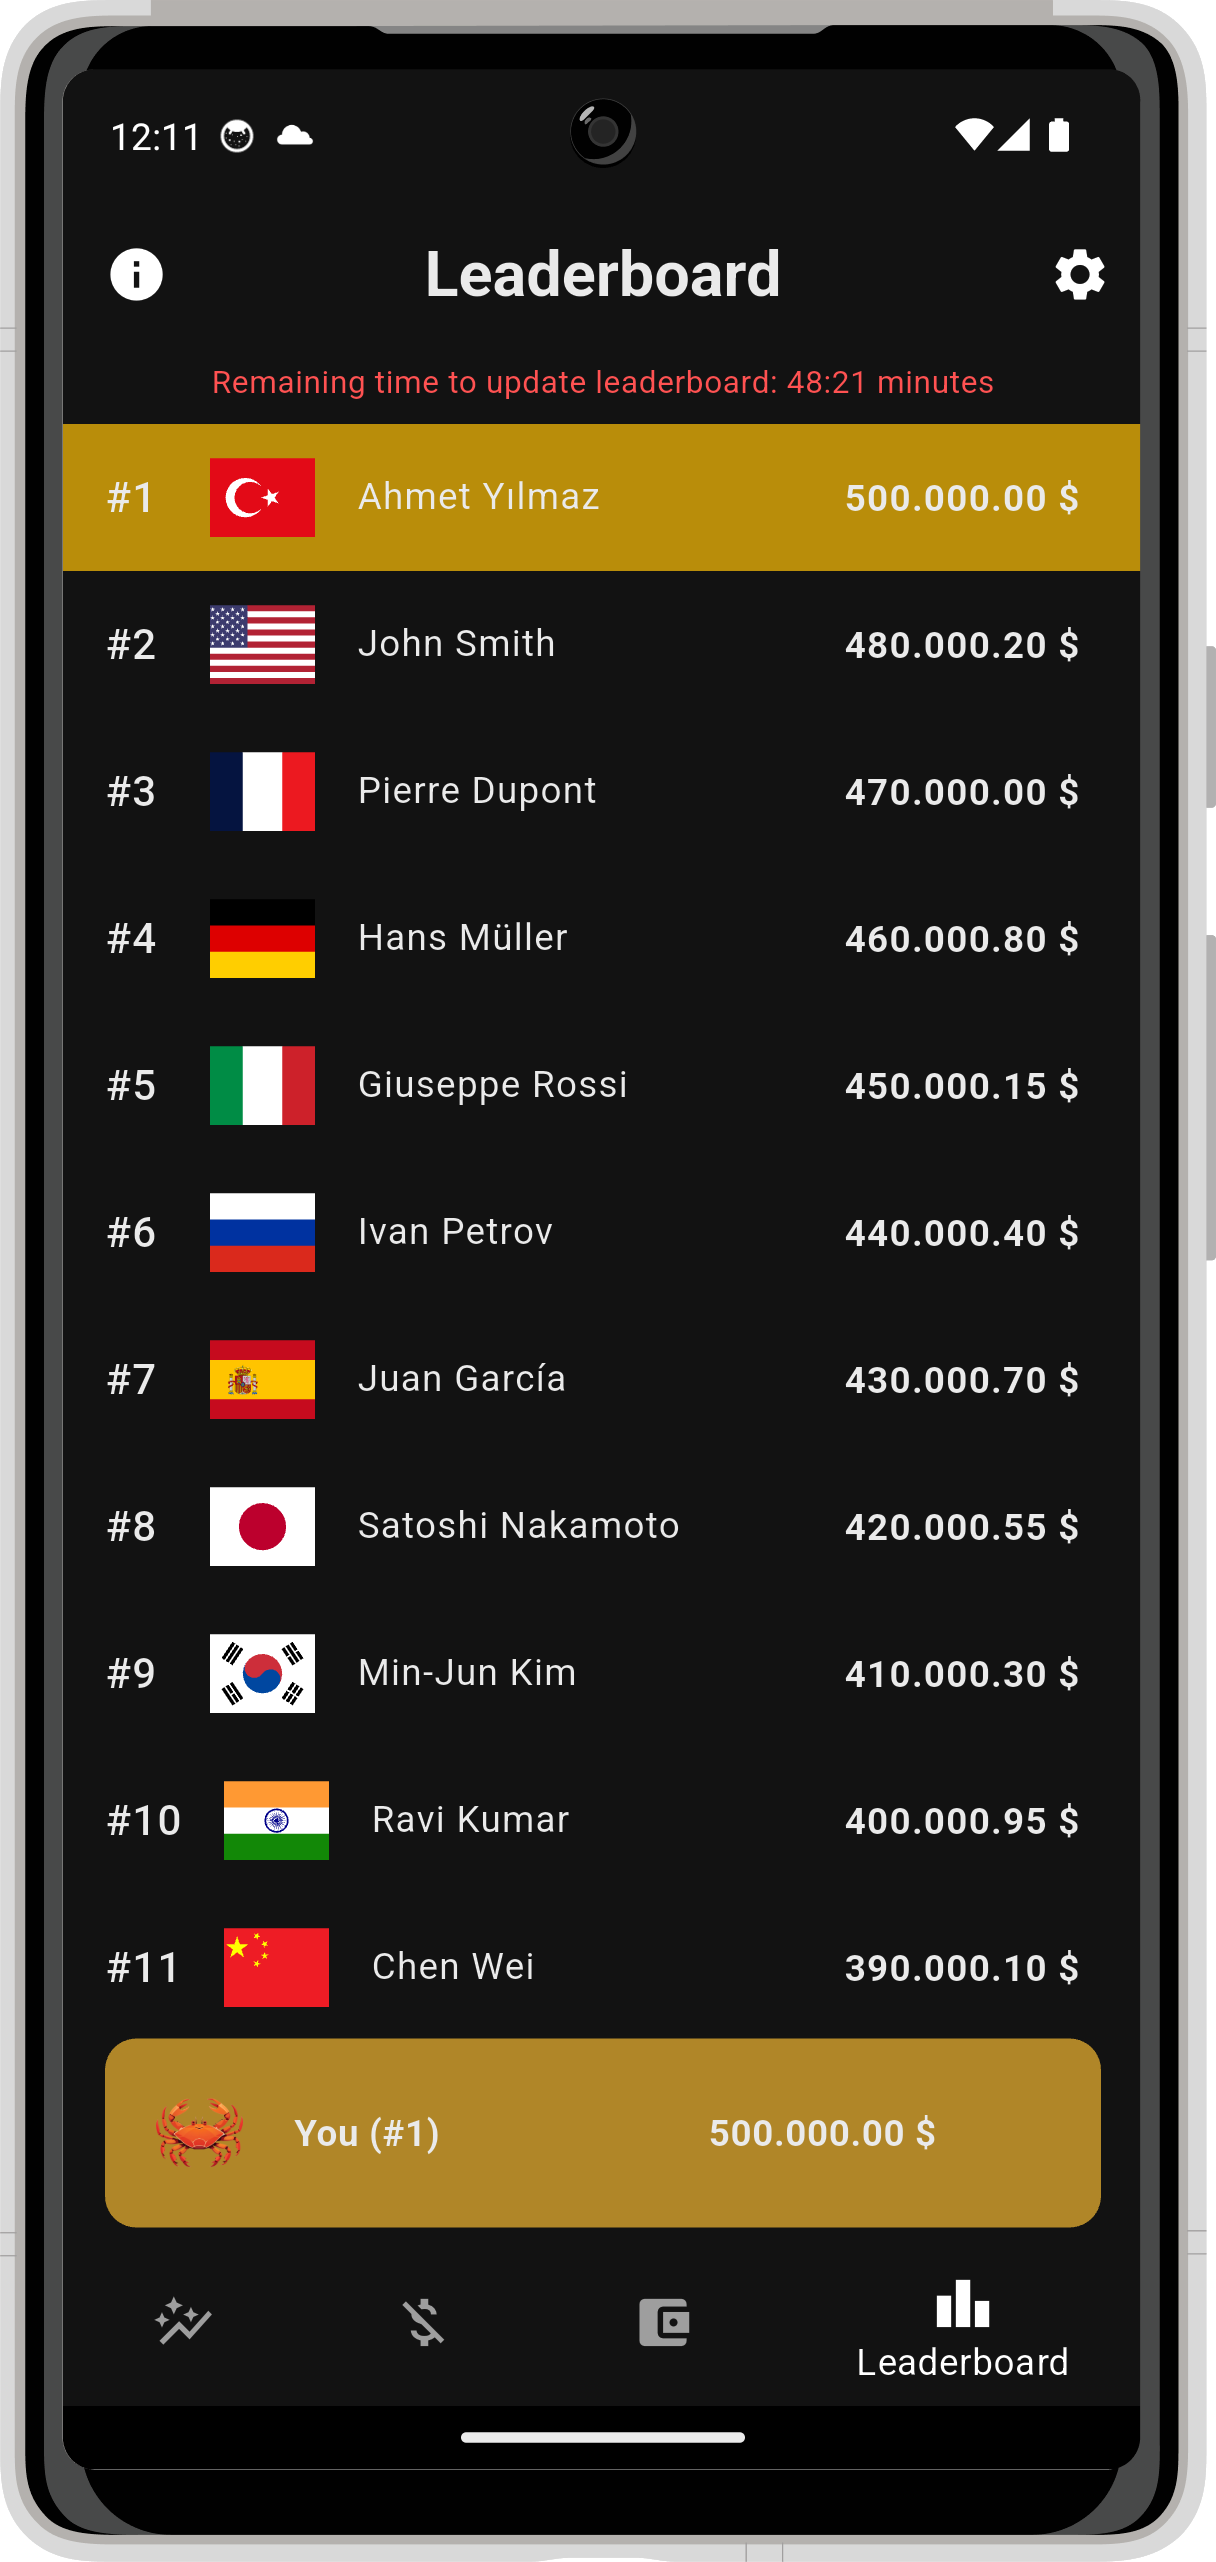 12:11
Leaderboard
Remaining time to update leaderboard: 48:21 minutes
#1 Ahmet Yılmaz 500.000.00 $
#2 John Smith 480.000.20 $
#3 Pierre Dupont 470.000.00 $
#4 Hans Müller 460.000.80 $
#5 Giuseppe Rossi 450.000.15 $
#6 Ivan Petrov 440.000.40 $
#7 Juan García 430.000.70 $
#8 Satoshi Nakamoto 420.000.55 $
#9 Min-Jun Kim 410.000.30 $
#10 Ravi Kumar 400.000.95 $
#11 Chen Wei 390.000.10 $
You (#1) 500.000.00 $
Leaderboard